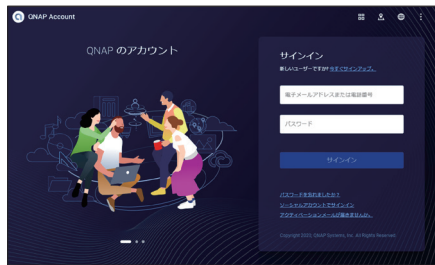 QNAP Account
QNAP のアカウント
サインイン
新しいユーザーですか? 今すぐサインアップ。
電子メールアドレスまたは電話番号
パスワード
サインイン
パスワードを忘れましたか?
ソーシャルアカウントでサインイン
アクティベーションメールが届きませんか。
Copyright 2023, QNAP Systems, Inc. All Rights Reserved.